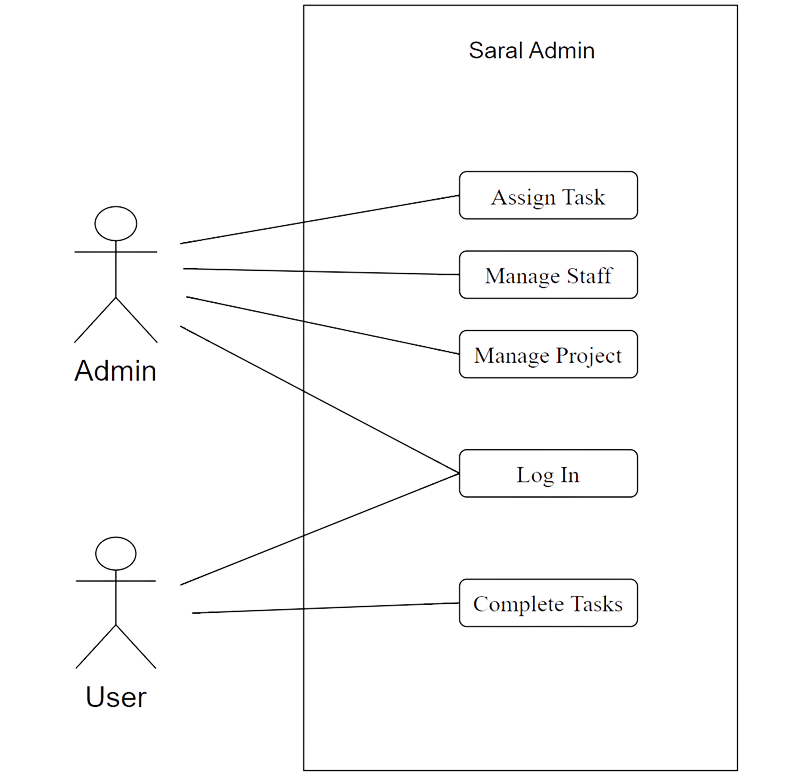 Saral Admin
Assign Task
Manage Staff
Manage Project
Admin
Log In
Complete Tasks
User